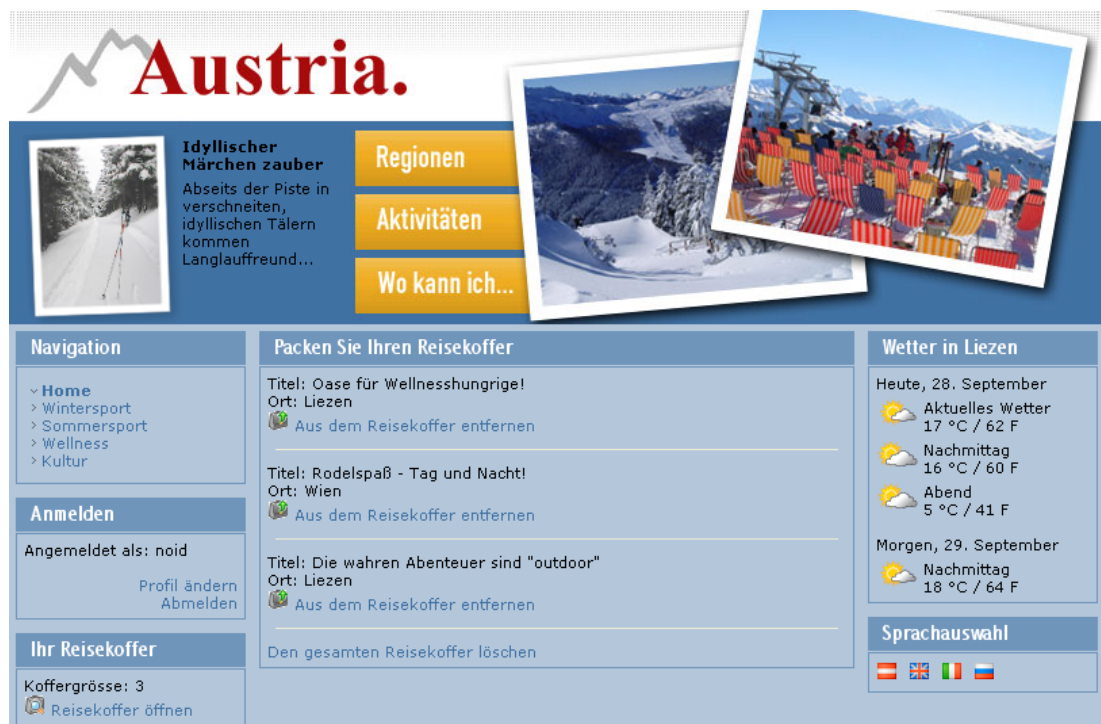 Austria.
Idyllischer
Märchen zauber
Abseits der Piste in
verschneiten,
idyllischen Tälern
kommen
Langlauffreund...
Regionen
Aktivitäten
Wo kann ich...
Navigation
Home
Wintersport
Sommersport
Wellness
Kultur
Anmelden
Angemeldet als: noid
Profil ändern
Abmelden
Ihr Reisekoffer
Koffergrösse: 3
Reisekoffer öffnen
Packen Sie Ihren Reisekoffer
Titel: Oase für Wellnesshungrige!
Ort: Liezen
Aus dem Reisekoffer entfernen
Titel: Rodelspaß - Tag und Nacht!
Ort: Wien
Aus dem Reisekoffer entfernen
Titel: Die wahren Abenteuer sind "outdoor"
Ort: Liezen
Aus dem Reisekoffer entfernen
Den gesamten Reisekoffer löschen
Wetter in Liezen
Heute, 28. September
Aktuelles Wetter
17 °C / 62 F
Nachmittag
16 °C / 60 F
Abend
5 °C / 41 F
Morgen, 29. September
Nachmittag
18 °C / 64 F
Sprachauswahl